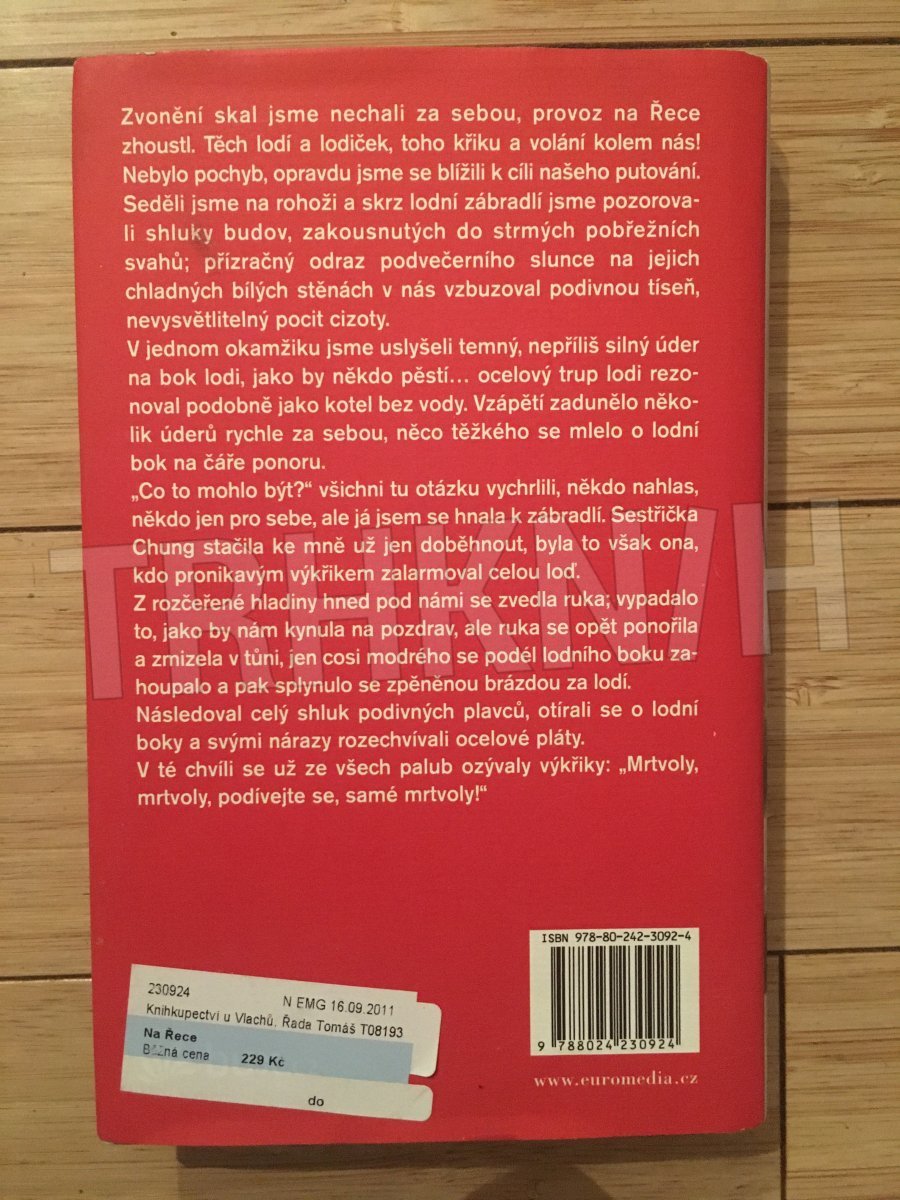 Zvonění skal jsme nechali za sebou, provoz na Řece
zhoustl. Těch lodí a lodiček, toho křiku a volání kolem nás!
Nebylo pochyb, opravdu jsme se blížili k cíli našeho putování.
Seděli jsme na rohoži a skrz lodní zábradlí jsme pozorova-
li shluky budov, zakousnutých do strmých pobřežních
svahů; přízračný odraz podvečerního slunce na jejich
chladných bílých stěnách v nás vzbuzoval podivnou tíseň,
nevysvětlitelný pocit cizoty.
V jednom okamžiku jsme uslyšeli temný, nepříliš silný úder
na bok lodi, jako by někdo pěstí... ocelový trup lodi rezo-
noval podobně jako kotel bez vody. Vzápětí zadunělo něko-
lik úderů rychle za sebou, něco těžkého se mlelo o lodní
bok na čáře ponoru.
„Co to mohlo být?“ všichni tu otázku vychrlili, někdo nahlas,
někdo jen pro sebe, ale já jsem se hnala k zábradlí. Sestřička
Chung stačila ke mně už jen doběhnout, byla to však ona,
kdo pronikavým výkřikem zalarmoval celou loď.
Z rozčeřené hladiny hned pod námi se zvedla ruka; vypadalo
to, jako by nám kynula na pozdrav, ale ruka se opět ponořila
a zmizela v tůni, jen cosi modrého se podél lodního boku za-
houpalo a pak splynulo se zpěněnou brázdou za lodí.
Následoval celý shluk podivných plavců, otírali se o lodní
boky a svými nárazy rozechvívali ocelové pláty.
V té chvíli se už ze všech palub ozývaly výkřiky: „Mrtvoly,
mrtvoly, podívejte se, samé mrtvoly!“
TRHKNIH
ISBN 978-80-242-3092-4
9 788024 230924
www.euromedia.cz
230924 N EMG 16.09.2011
Knihkupectví u Vlachů, Řada Tomáš T08193
Na Řece
Běžná cena 229 Kč
do